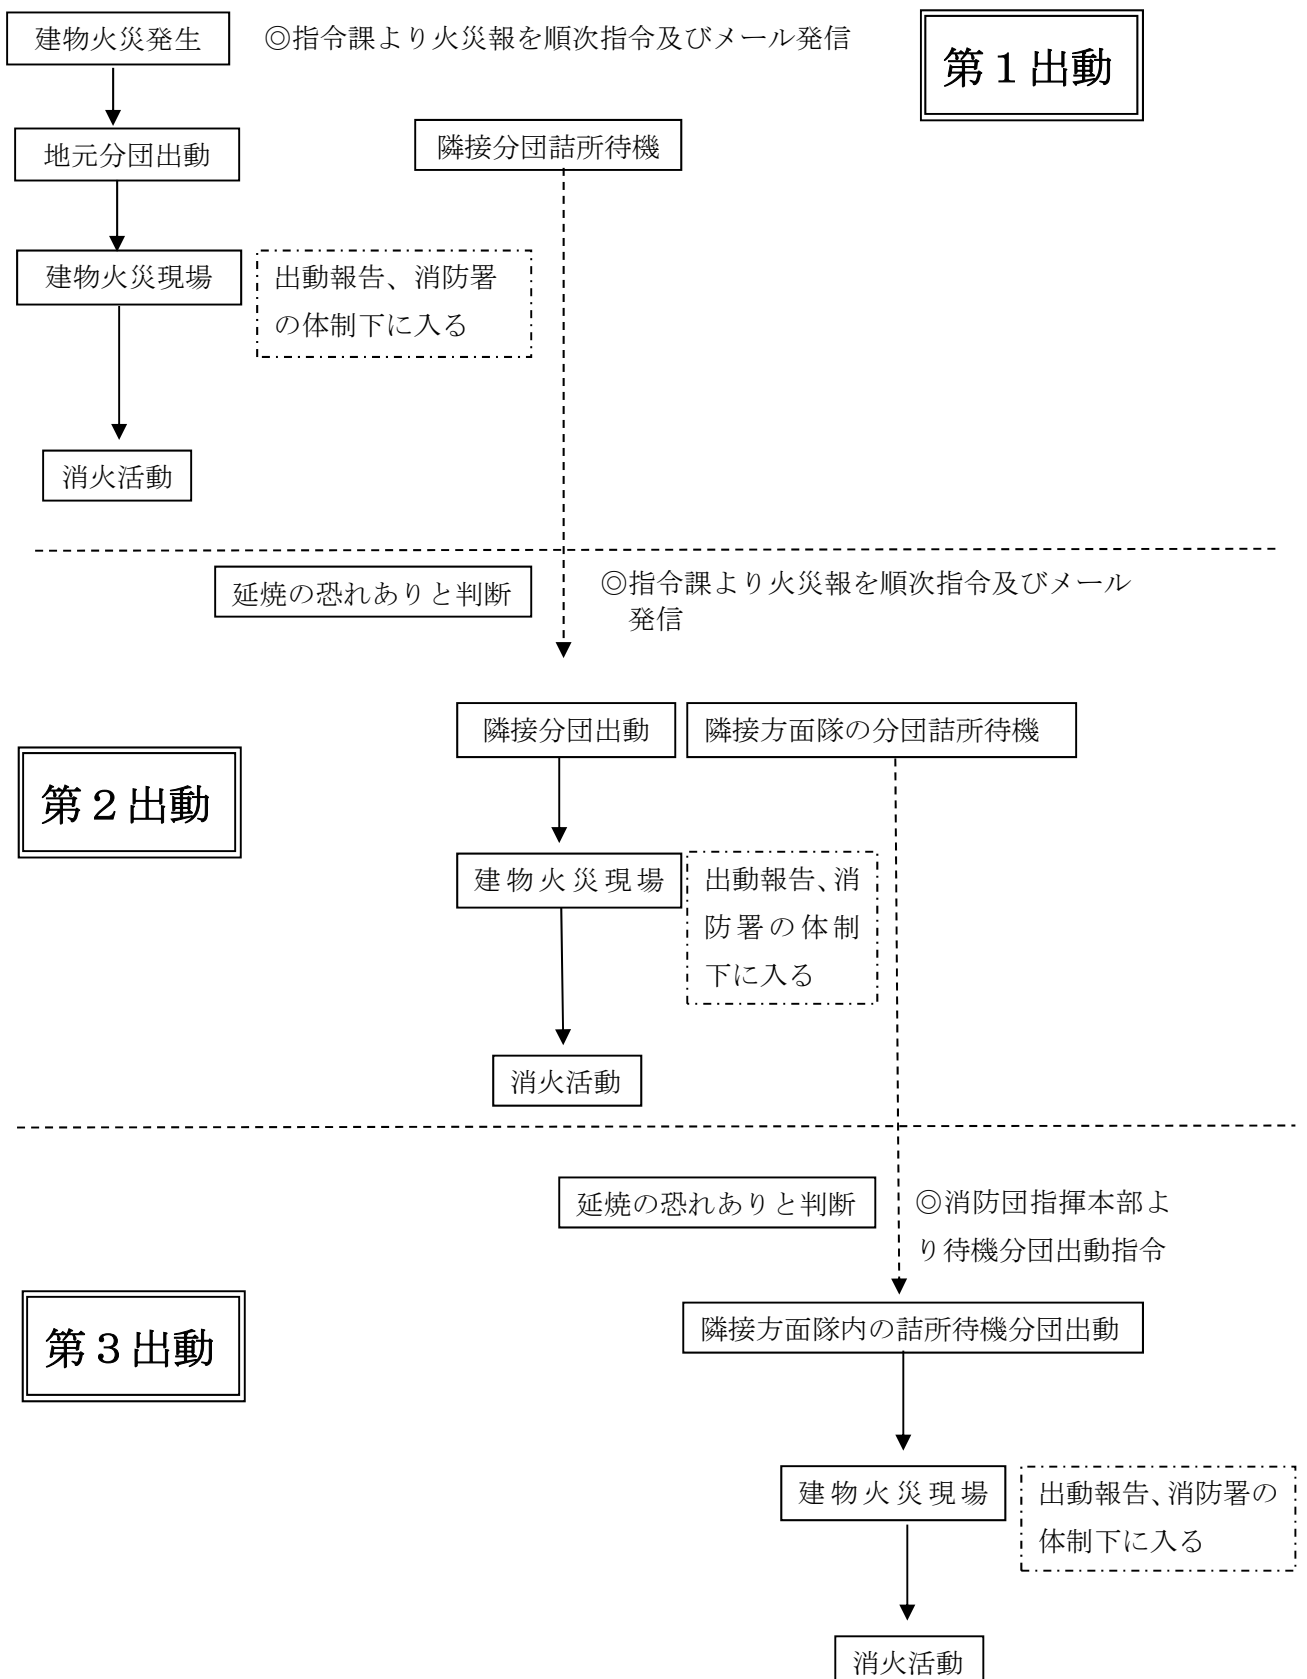 建物火災発生
◎指令課より火災報を順次指令及びメール発信
第１出動
地元分団出動
隣接分団詰所待機
建物火災現場
出動報告、消防署
の体制下に入る
消火活動
延焼の恐れありと判断
◎指令課より火災報を順次指令及びメール
発信
隣接分団出動
隣接方面隊の分団詰所待機
第２出動
建物火災現場
出動報告、消
防署の体制
下に入る
消火活動
延焼の恐れありと判断
◎消防団指揮本部よ
り待機分団出動指令
隣接方面隊内の詰所待機分団出動
第３出動
建物火災現場
出動報告、消防署の
体制下に入る
消火活動